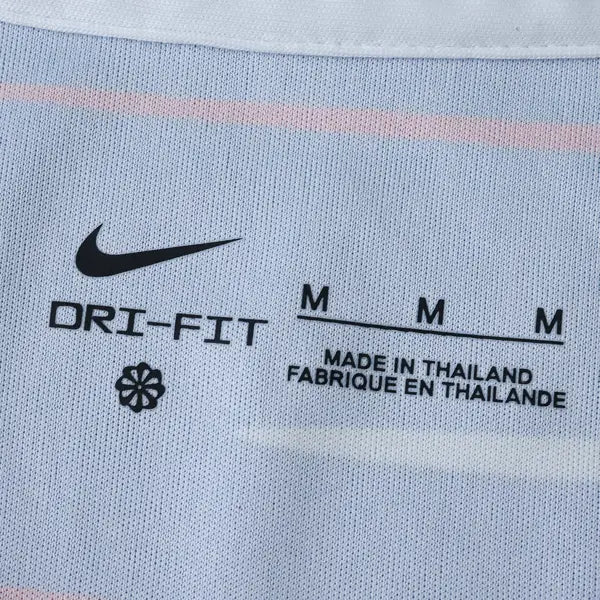 DRI-FIT
M M M
MADE IN THAILAND
FABRIQUE EN THAILANDE